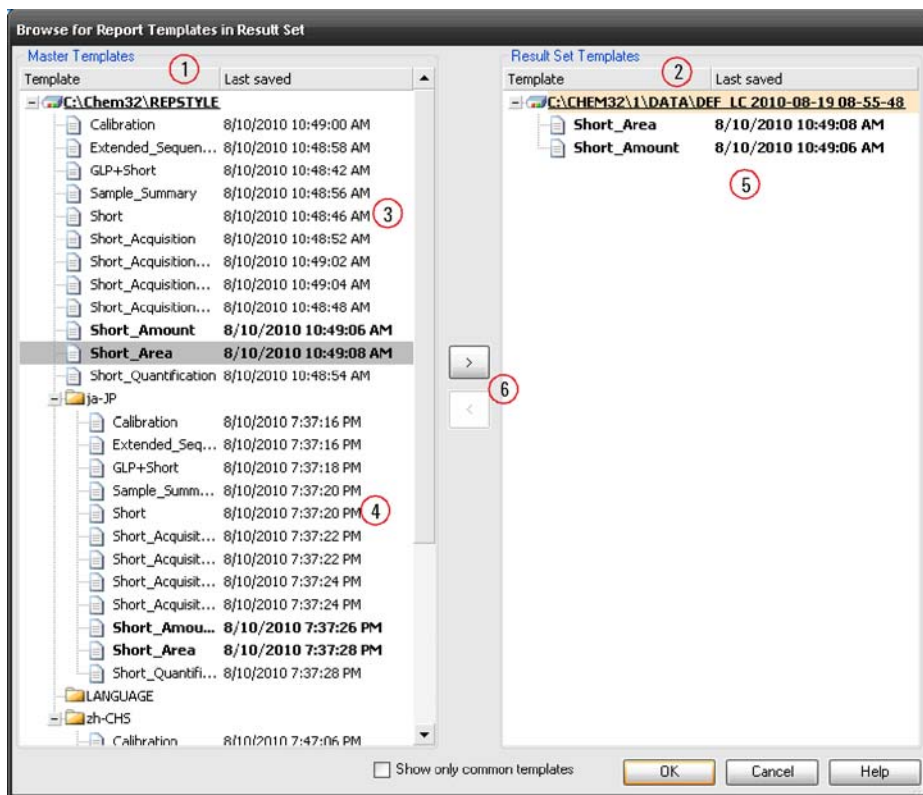 Browse for Report Templates in Result Set
Master Templates
1
Template Last saved
C:\Chem32\REPSTYLE
Calibration 8/10/2010 10:49:00 AM
Extended_Sequen... 8/10/2010 10:48:58 AM
GLP+Short 8/10/2010 10:48:42 AM
Sample_Summary 8/10/2010 10:48:56 AM
Short 8/10/2010 10:48:46 AM 3
Short_Acquisition 8/10/2010 10:48:52 AM
Short_Acquisition... 8/10/2010 10:49:02 AM
Short_Acquisition... 8/10/2010 10:49:04 AM
Short_Acquisition... 8/10/2010 10:48:48 AM
Short_Amount 8/10/2010 10:49:06 AM
Short_Area 8/10/2010 10:49:08 AM
Short_Quantification 8/10/2010 10:48:54 AM
ja-JP
Calibration 8/10/2010 7:37:16 PM
Extended_Seq... 8/10/2010 7:37:16 PM
GLP+Short 8/10/2010 7:37:18 PM
Sample_Summ... 8/10/2010 7:37:20 PM
Short 8/10/2010 7:37:20 PM 4
Short_Acquisit... 8/10/2010 7:37:22 PM
Short_Acquisit... 8/10/2010 7:37:22 PM
Short_Acquisit... 8/10/2010 7:37:24 PM
Short_Acquisit... 8/10/2010 7:37:24 PM
Short_Amou... 8/10/2010 7:37:26 PM
Short_Area 8/10/2010 7:37:28 PM
Short_Quantifi... 8/10/2010 7:37:28 PM
LANGUAGE
zh-CHS
Calibration 8/10/2010 7:47:06 PM
>
6
<
Result Set Templates
2
Template Last saved
C:\CHEM32\1\DATA\DEF_LC 2010-08-19 08-55-48
Short_Area 8/10/2010 10:49:08 AM
Short_Amount 8/10/2010 10:49:06 AM
5
Show only common templates
OK Cancel Help